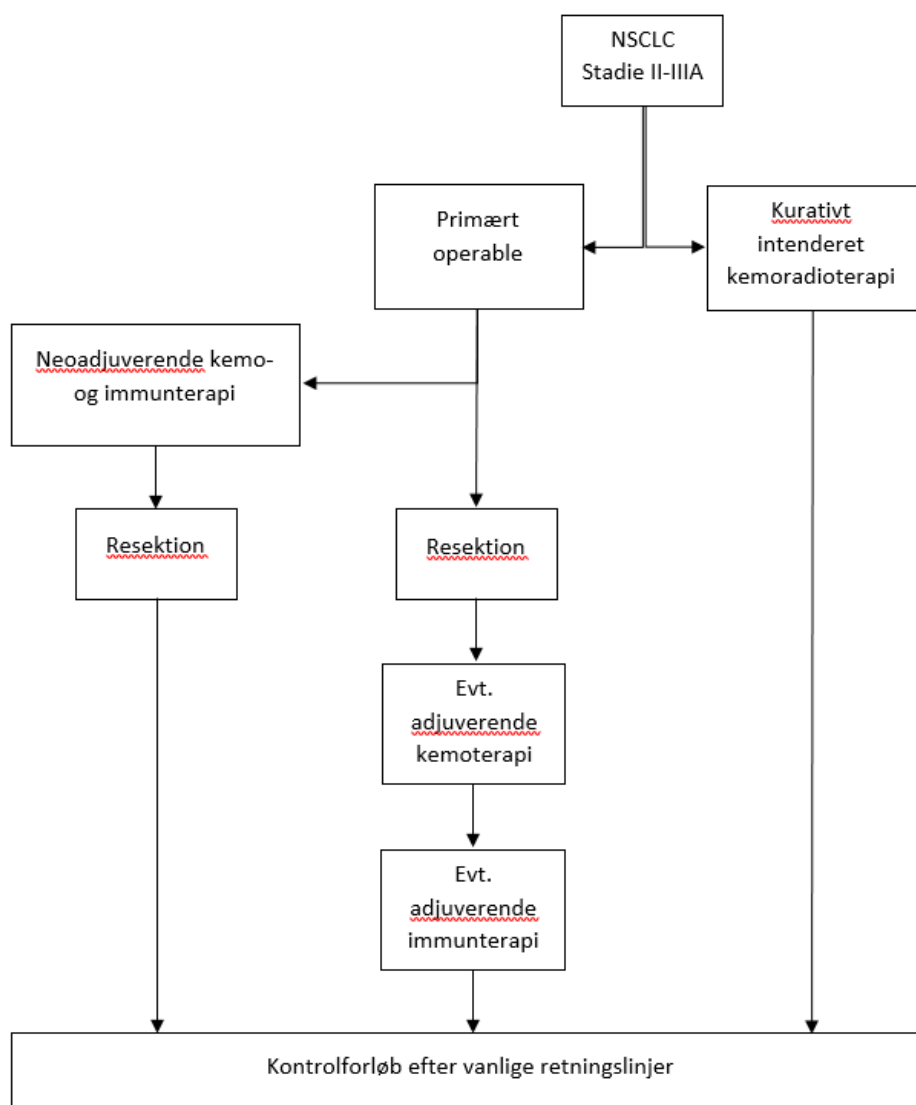 NSCLC
Stadie II-IIIA
Primært
operable
Kurativt
intenderet
kemoradioterapi
Neoadjuverende kemo-
og immunterapi
Resektion
Resektion
Evt.
adjuverende
kemoterapi
Evt.
adjuverende
immunterapi
Kontrolforløb efter vanlige retningslinjer